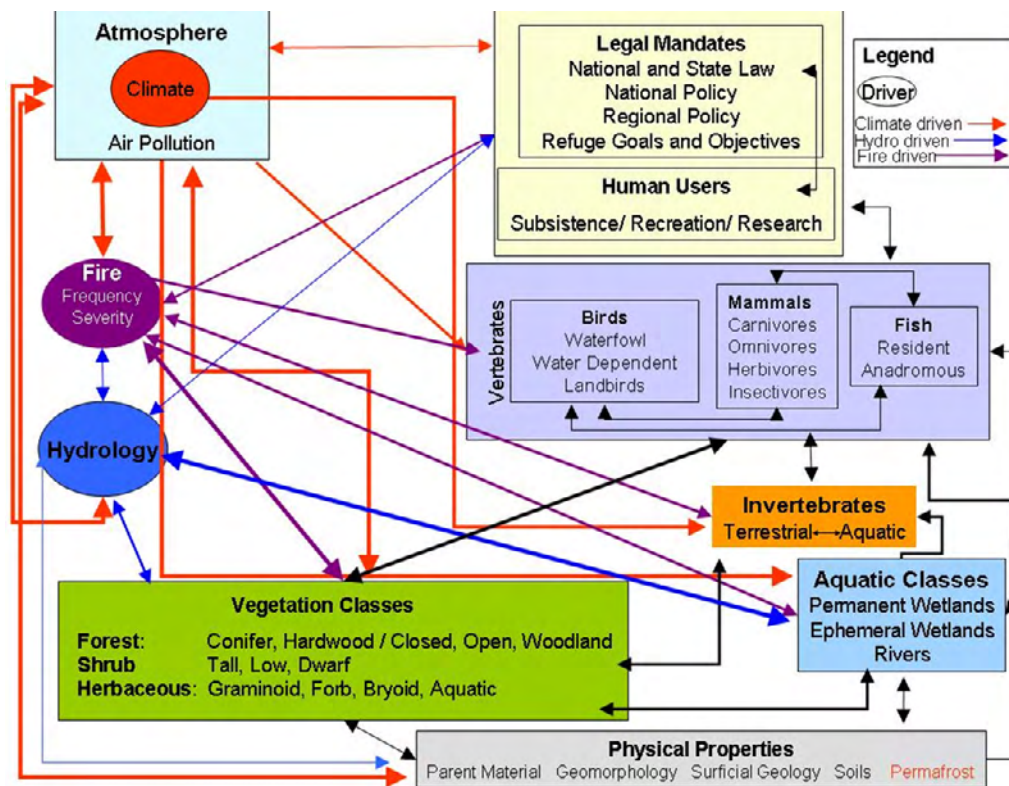 Atmosphere
Climate
Air Pollution
Legal Mandates
National and State Law
National Policy
Regional Policy
Refuge Goals and Objectives
Human Users
Subsistence/ Recreation/ Research
Legend
Driver
Climate driven
Hydro driven
Fire driven
Fire
Frequency
Severity
Hydrology
Vertebrates
Birds
Waterfowl
Water Dependent
Landbirds
Mammals
Carnivores
Omnivores
Herbivores
Insectivores
Fish
Resident
Anadromous
Invertebrates
Terrestrial Aquatic
Vegetation Classes
Forest: Conifer, Hardwood / Closed, Open, Woodland
Shrub Tall, Low, Dwarf
Herbaceous: Graminoid, Forb, Bryoid, Aquatic
Aquatic Classes
Permanent Wetlands
Ephemeral Wetlands
Rivers
Physical Properties
Parent Material Geomorphology Surficial Geology Soils Permafrost